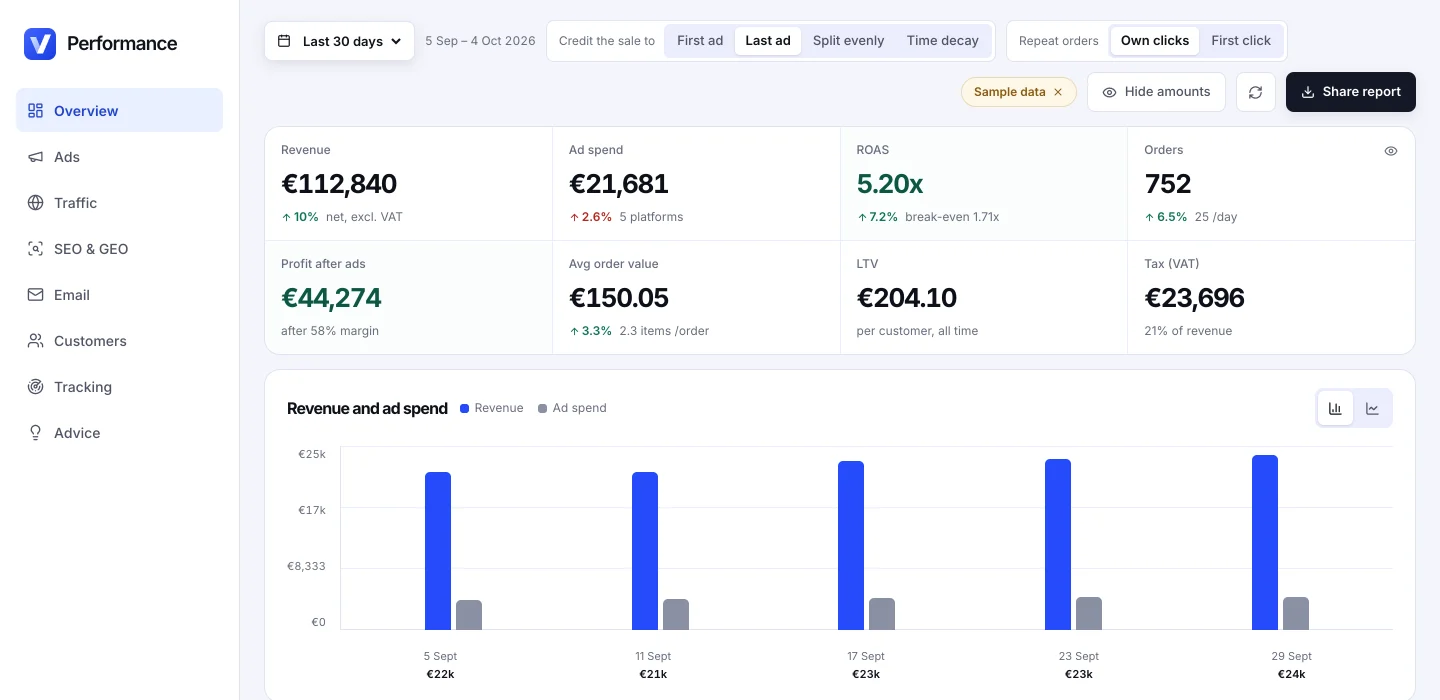 Performance
Overview
Ads
Traffic
SEO & GEO
Email
Customers
Tracking
Advice
Last 30 days
5 Sep – 4 Oct 2026
Credit the sale to
First ad
Last ad
Split evenly
Time decay
Repeat orders
Own clicks
First click
Sample data ×
Hide amounts
Share report
Revenue
€112,840
↑ 10% net, excl. VAT
Ad spend
€21,681
↑ 2.6% 5 platforms
ROAS
5.20x
↑ 7.2% break-even 1.71x
Orders
752
↑ 6.5% 25 /day
Profit after ads
€44,274
after 58% margin
Avg order value
€150.05
↑ 3.3% 2.3 items /order
LTV
€204.10
per customer, all time
Tax (VAT)
€23,696
21% of revenue
Revenue and ad spend
Revenue
Ad spend
€25k
€17k
€8,333
€0
5 Sept
€22k
11 Sept
€21k
17 Sept
€23k
23 Sept
€23k
29 Sept
€24k